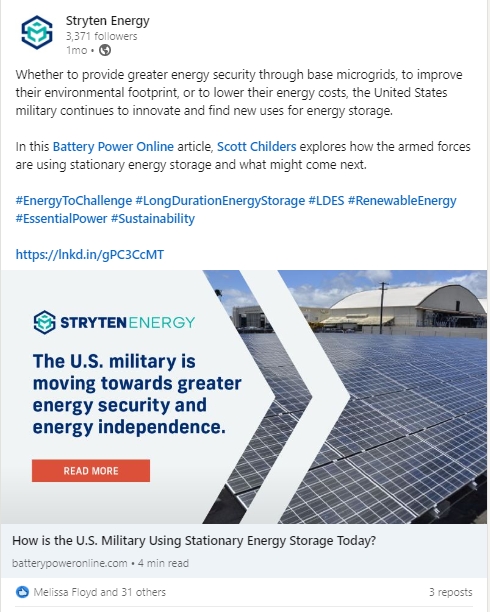 Stryten Energy
3,371 followers
1mo •
Whether to provide greater energy security through base microgrids, to improve
their environmental footprint, or to lower their energy costs, the United States
military continues to innovate and find new uses for energy storage.
In this Battery Power Online article, Scott Childers explores how the armed forces
are using stationary energy storage and what might come next.
#EnergyToChallenge #LongDurationEnergyStorage #LDES #RenewableEnergy
#EssentialPower #Sustainability
https://lnkd.in/gPC3CcMT
STRYTEN ENERGY
The U.S. military is
moving towards greater
energy security and
energy independence.
READ MORE
How is the U.S. Military Using Stationary Energy Storage Today?
batterypoweronline.com • 4 min read
Melissa Floyd and 31 others
3 reposts